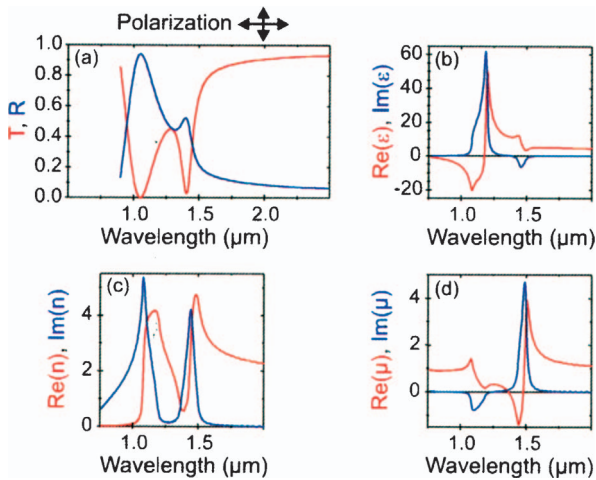 Polarization
(a)
T, R
1.0
0.8
0.6
0.4
0.2
0.0
1.0 1.5 2.0
Wavelength (µm)
(b)
Re(ε), Im(ε)
60
40
20
0
-20
1.0 1.5
Wavelength (µm)
(c)
Re(n), Im(n)
4
2
0
1.0 1.5
Wavelength (µm)
(d)
Re(µ), Im(µ)
4
2
0
1.0 1.5
Wavelength (µm)